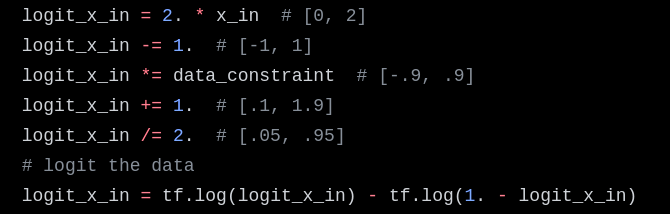 logit_x_in = 2. * x_in  # [0, 2]
logit_x_in -= 1.  # [-1, 1]
logit_x_in *= data_constraint  # [-.9, .9]
logit_x_in += 1.  # [.1, 1.9]
logit_x_in /= 2.  # [.05, .95]
# logit the data
logit_x_in = tf.log(logit_x_in) - tf.log(1. - logit_x_in)